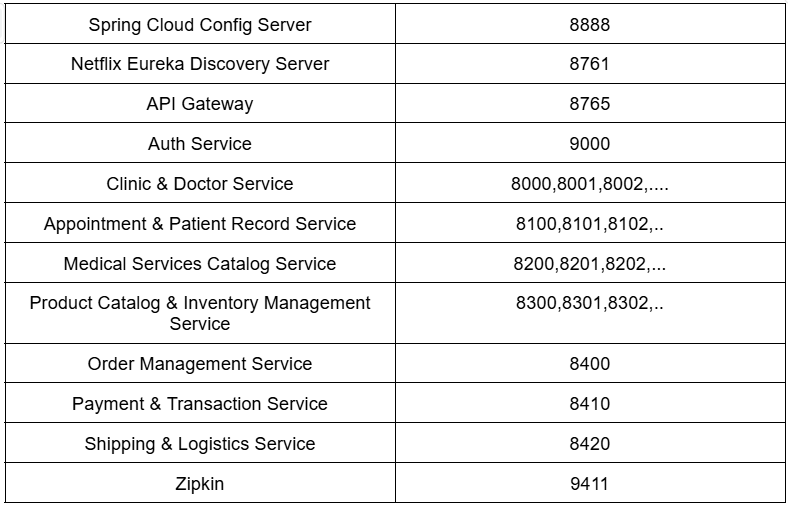 Spring Cloud Config Server 8888
Netflix Eureka Discovery Server 8761
API Gateway 8765
Auth Service 9000
Clinic & Doctor Service 8000,8001,8002,....
Appointment & Patient Record Service 8100,8101,8102,..
Medical Services Catalog Service 8200,8201,8202,...
Product Catalog & Inventory Management 8300,8301,8302,..
Service
Order Management Service 8400
Payment & Transaction Service 8410
Shipping & Logistics Service 8420
Zipkin 9411